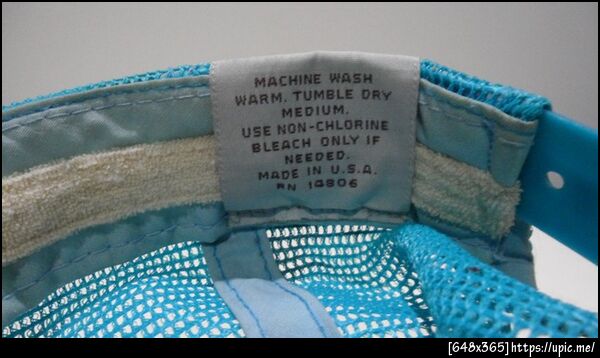 MACHINE WASH
WARM. TUMBLE DRY
MEDIUM.
USE NON-CHLORINE
BLEACH ONLY IF
NEEDED.
MADE IN U.S.A.
RN 14806
[648x365]https://upic.me/